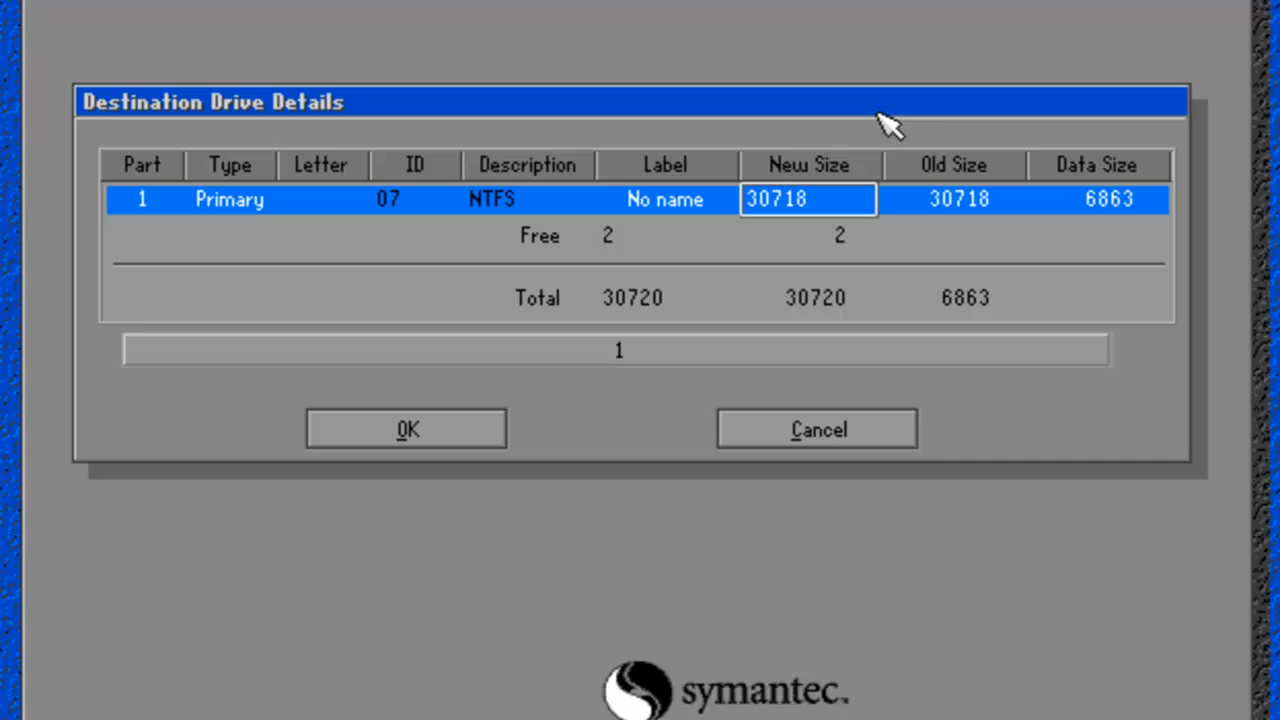 Destination Drive Details
Part Type Letter ID Description Label New Size Old Size Data Size
1 Primary 07 NTFS No name 30718 30718 6863
Free 2 2
Total 30720 30720 6863
1
OK Cancel
symantec.